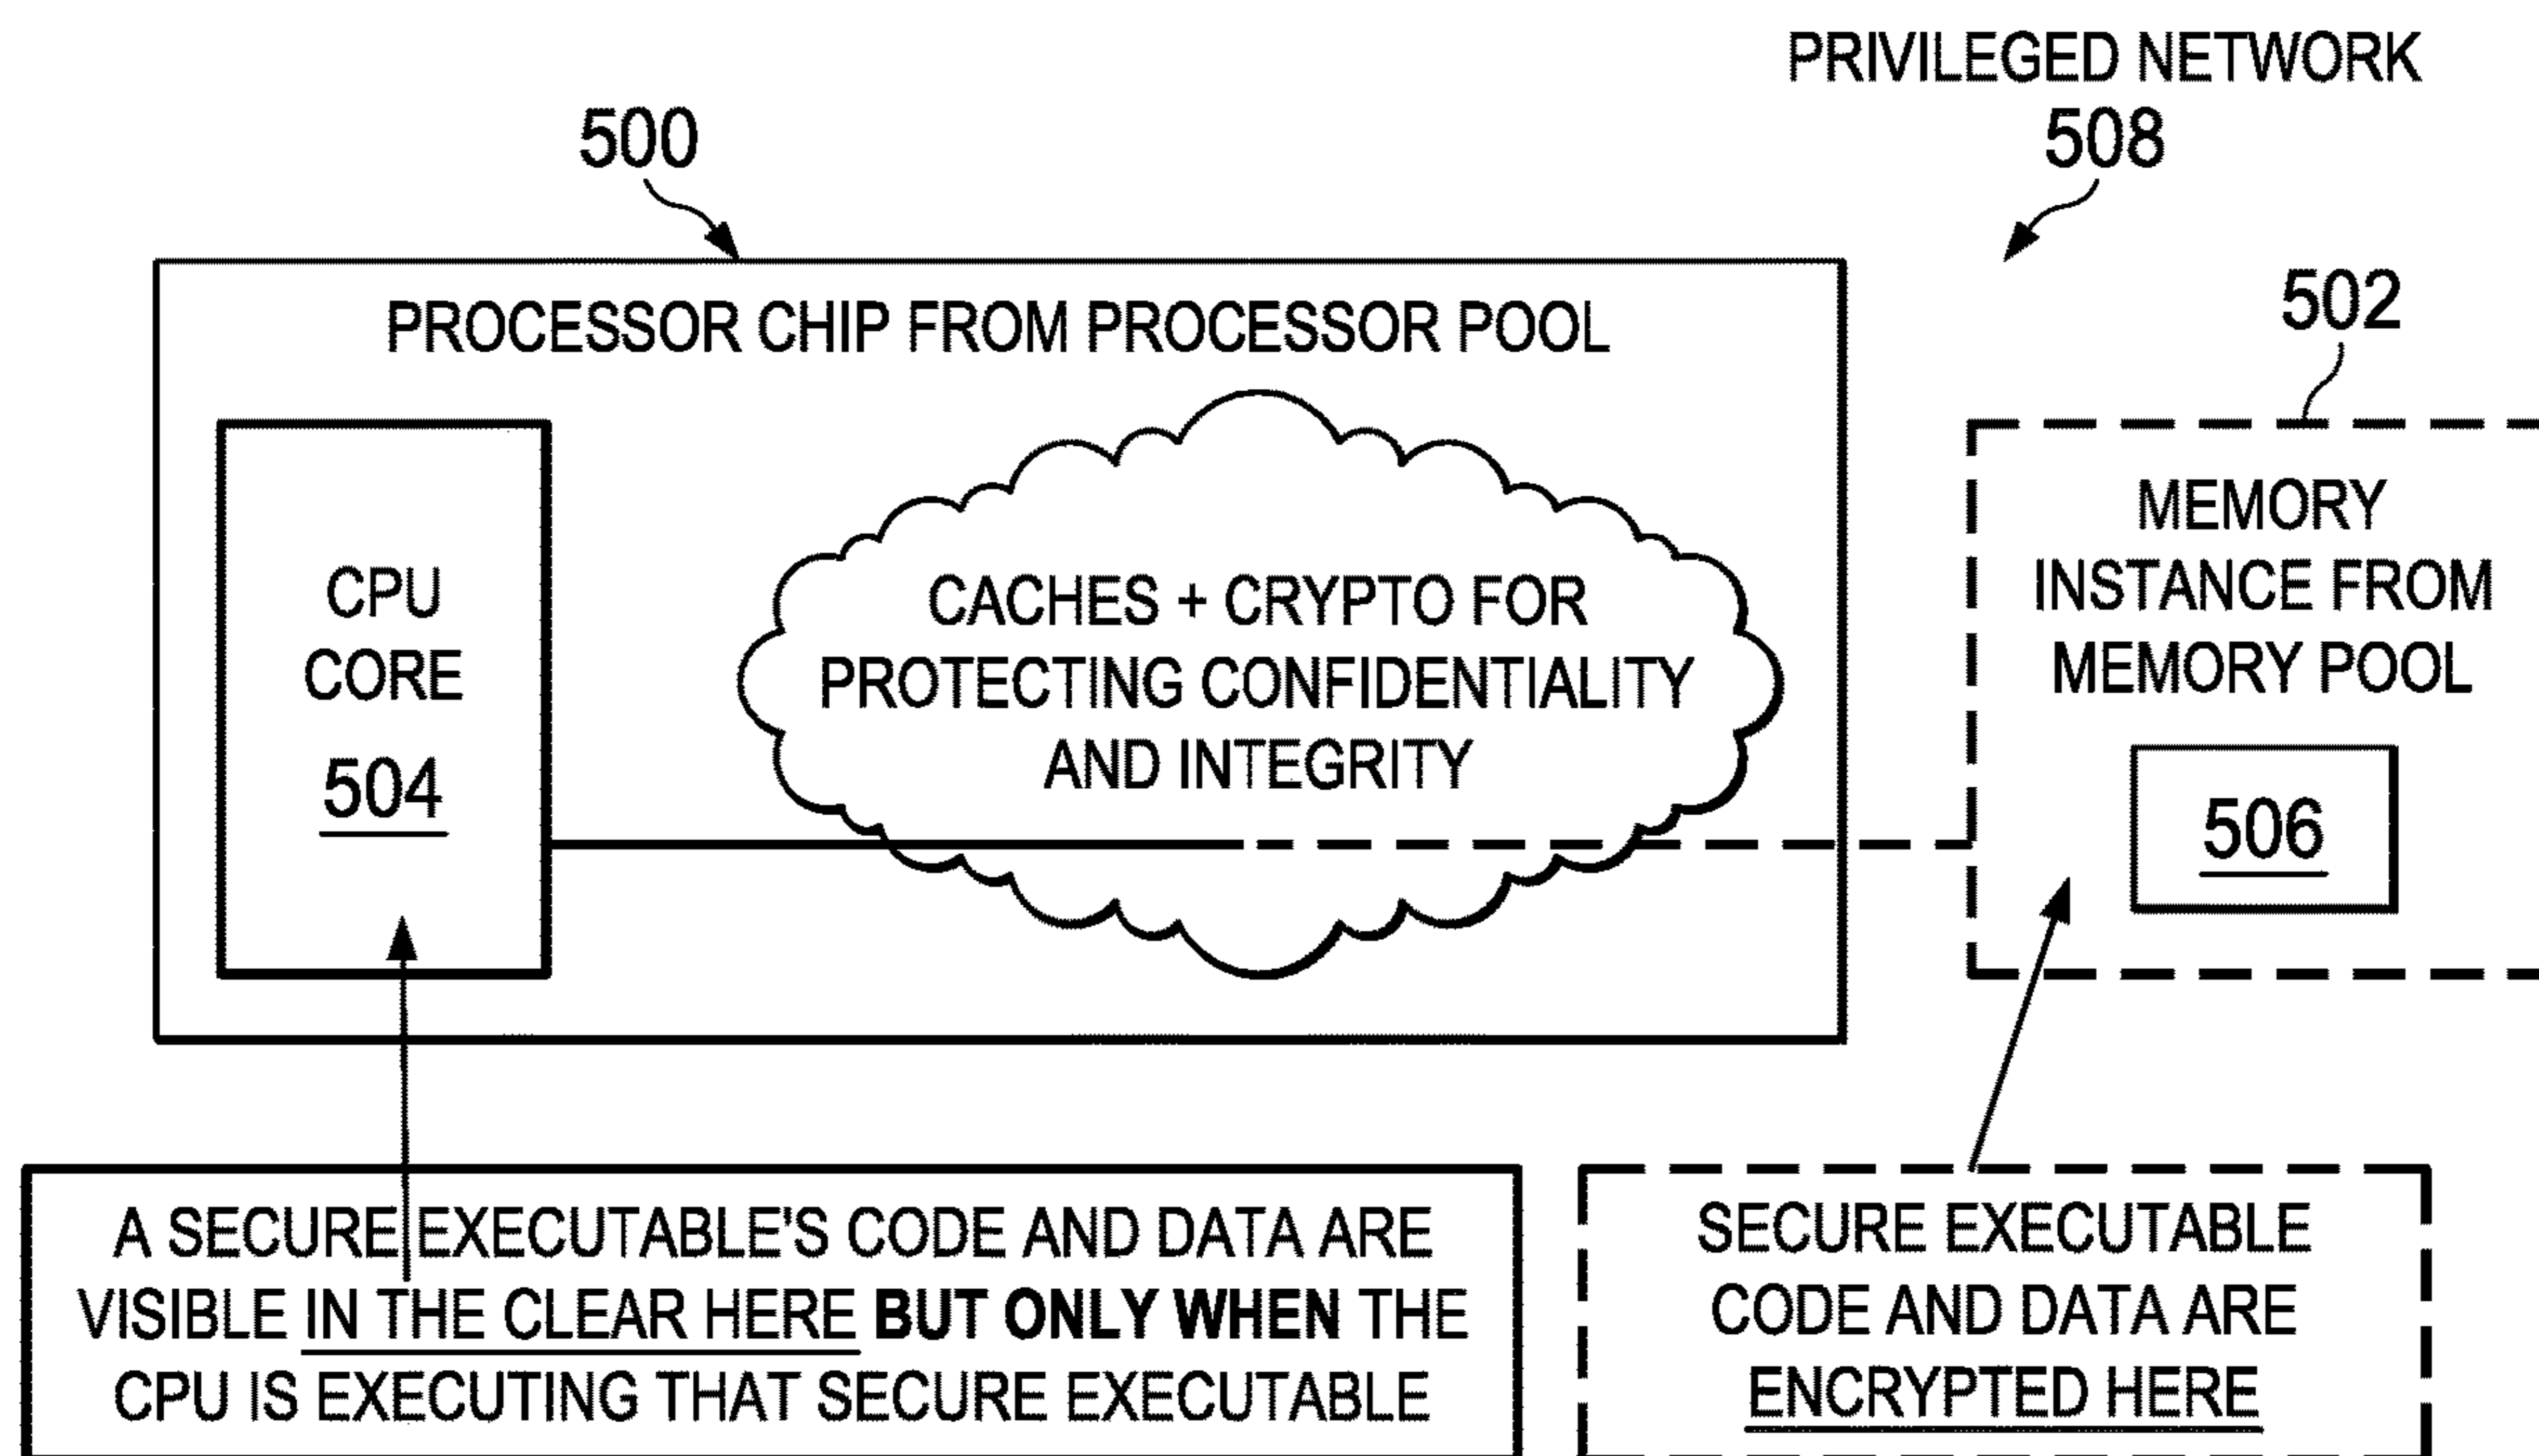 PRIVILEGED NETWORK
508
500
502
PROCESSOR CHIP FROM PROCESSOR POOL
CPU
CORE
504
CACHES + CRYPTO FOR
PROTECTING CONFIDENTIALITY
AND INTEGRITY
MEMORY
INSTANCE FROM
MEMORY POOL
506
A SECURE EXECUTABLE'S CODE AND DATA ARE
VISIBLE IN THE CLEAR HERE BUT ONLY WHEN THE
CPU IS EXECUTING THAT SECURE EXECUTABLE
SECURE EXECUTABLE
CODE AND DATA ARE
ENCRYPTED HERE